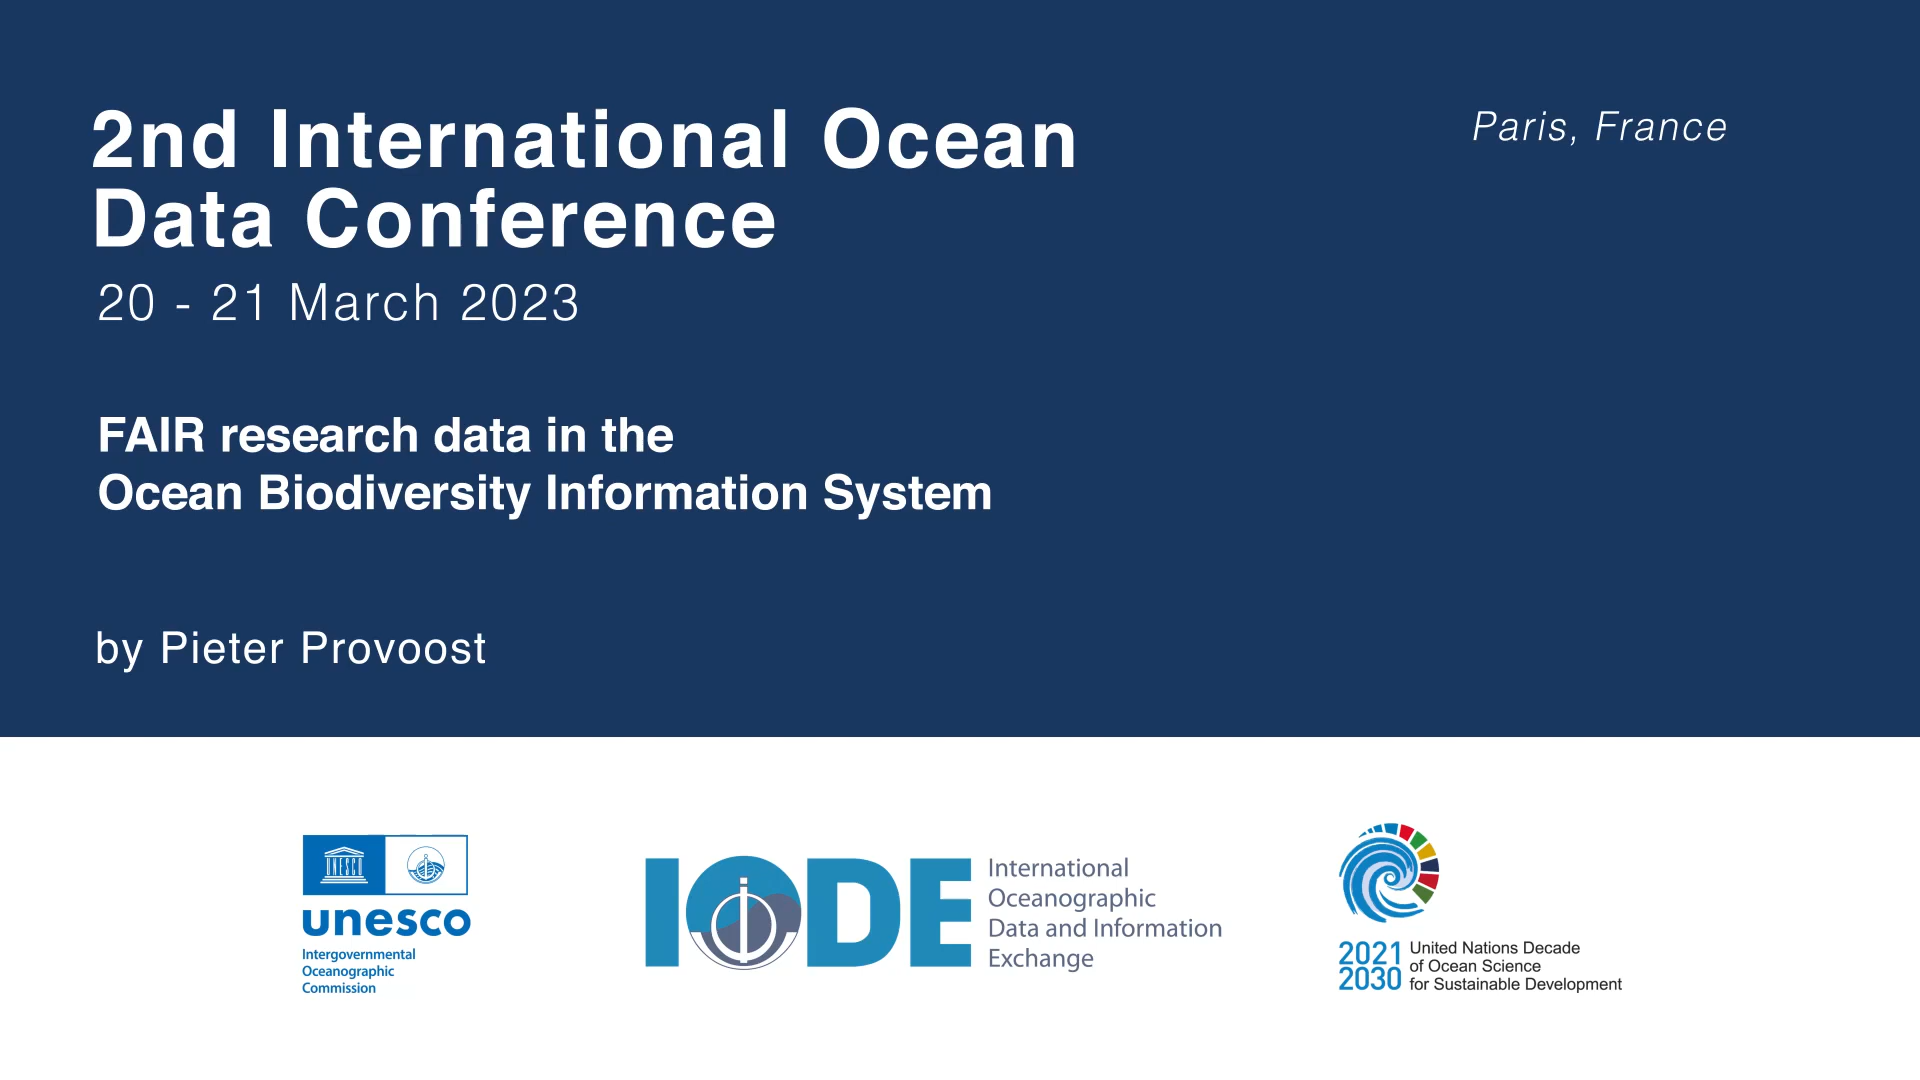 2nd International Ocean
Data Conference
20 - 21 March 2023
Paris, France
FAIR research data in the
Ocean Biodiversity Information System
by Pieter Provoost
UNESCO
unesco
Intergovernmental
Oceanographic
Commission
IODE
International
Oceanographic
Data and Information
Exchange
2021
2030
United Nations Decade
of Ocean Science
for Sustainable Development